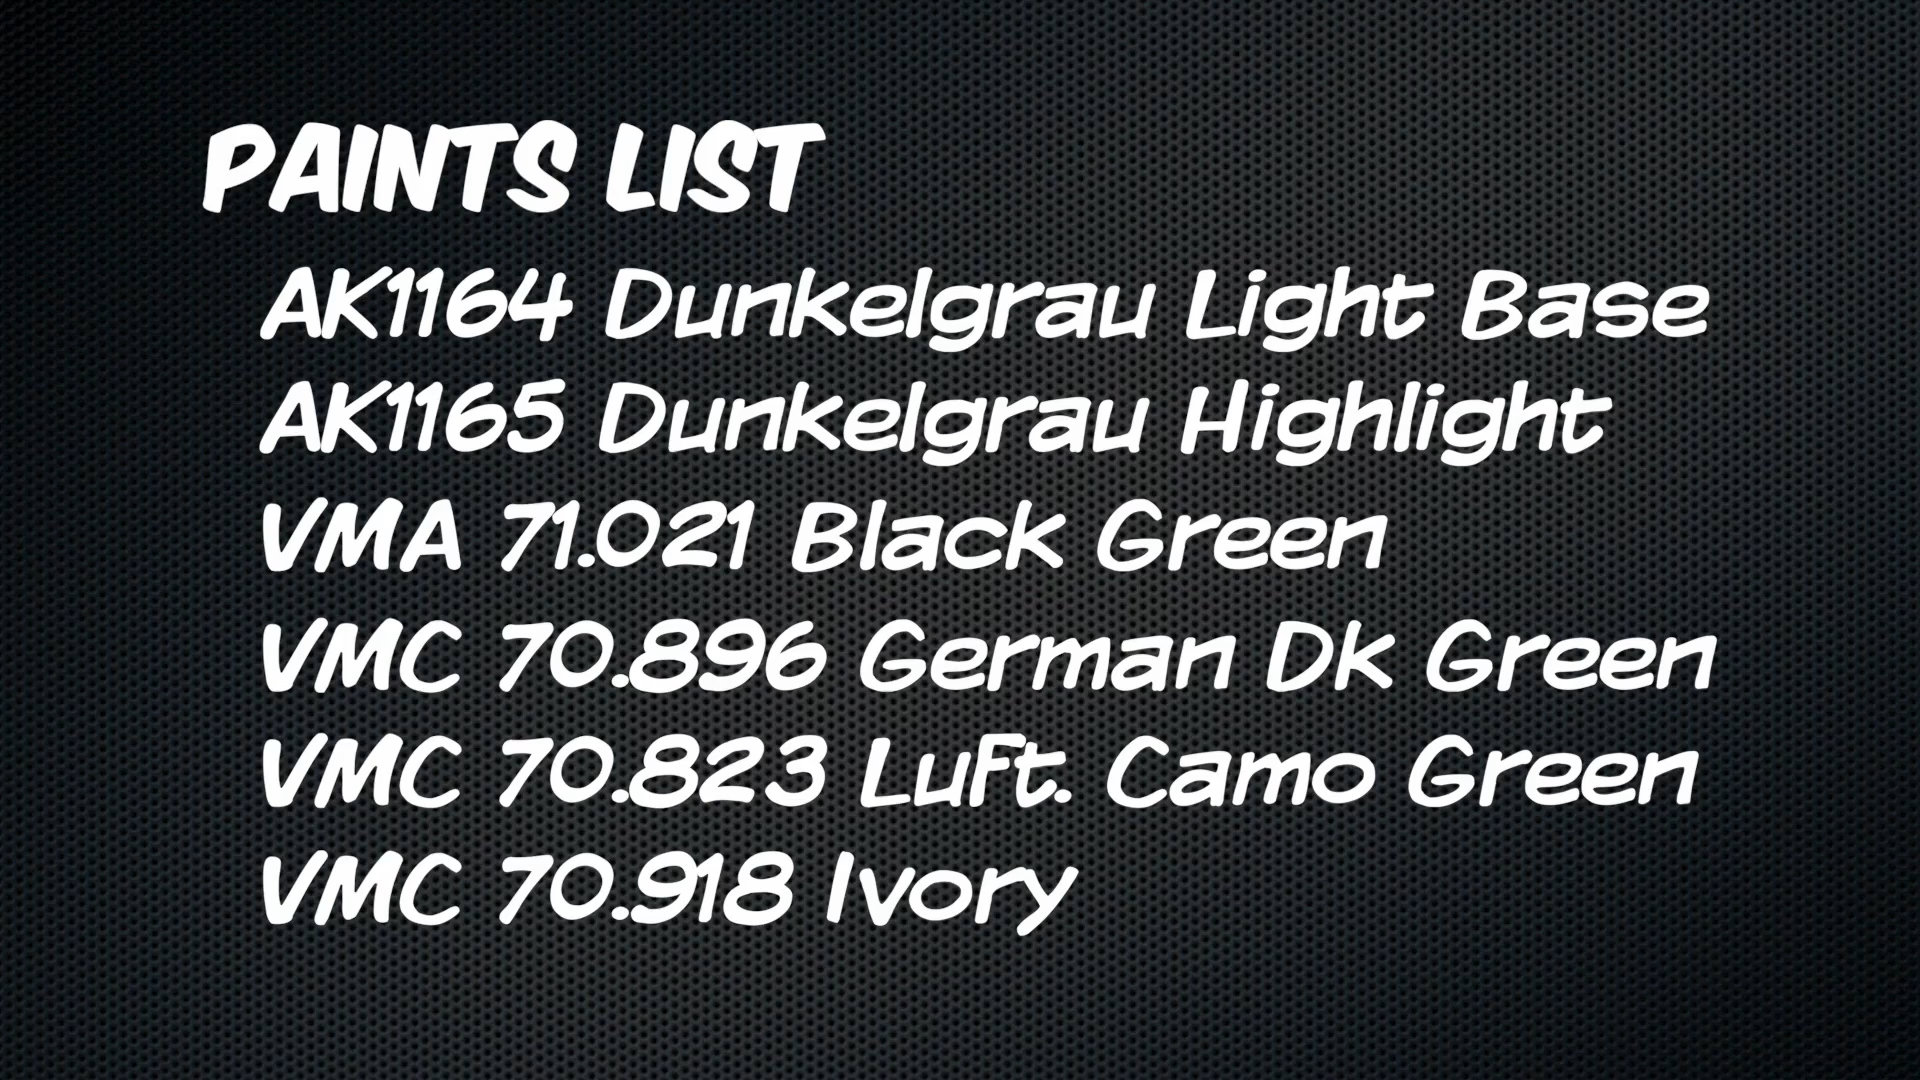 PAINTS LIST
AK1164 Dunkelgrau Light Base
AK1165 Dunkelgrau Highlight
VMA 71.021 Black Green
VMC 70.896 German Dk Green
VMC 70.823 Luft. Camo Green
VMC 70.918 Ivory